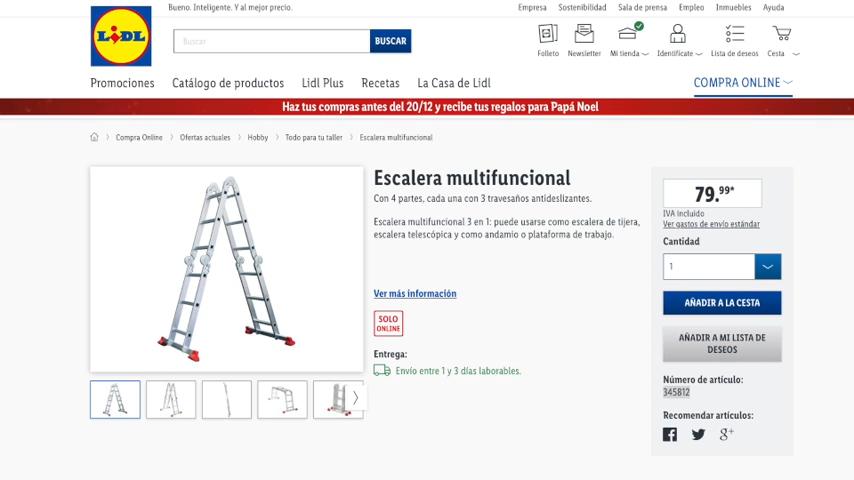 Bueno. Inteligente. Y al mejor precio.
Empresa Sostenibilidad Sala de prensa Empleo Inmuebles Ayuda
LIDL
Buscar
BUSCAR
Folleto Newsletter Mi tienda Identifícate Lista de deseos Cesta
Promociones Catálogo de productos Lidl Plus Recetas La Casa de Lidl
COMPRA ONLINE
Haz tus compras antes del 20/12 y recibe tus regalos para Papá Noel
Compra Online Ofertas actuales Hobby Todo para tu taller Escalera multifuncional
Escalera multifuncional
Con 4 partes, cada una con 3 travesaños antideslizantes.
Escalera multifuncional 3 en 1: puede usarse como escalera de tijera,
escalera telescópica y como andamio o plataforma de trabajo.
Ver más información
SOLO
ONLINE
Entrega:
Envío entre 1 y 3 días laborables.
79.99*
IVA incluido
Ver gastos de envío estándar
Cantidad
1
AÑADIR A LA CESTA
AÑADIR A MI LISTA DE
DESEOS
Número de artículo:
345812
Recomendar artículos: